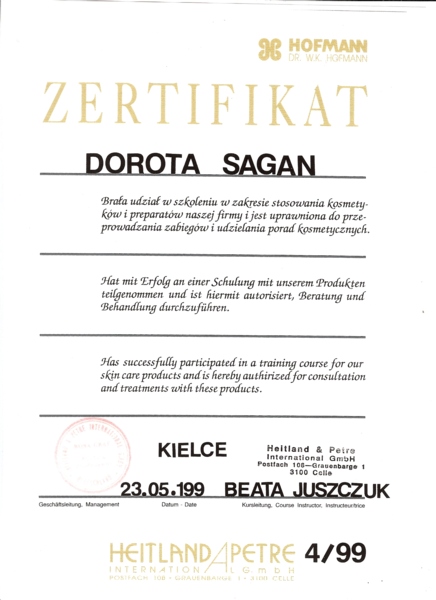 HOFMANN
DR. W.K. HOFMANN
ZERTIFIKAT
DOROTA SAGAN
Brała udział w szkoleniu w zakresie stosowania kosmety-
ków i preparatów naszej firmy i jest uprawniona do prze-
prowadzania zabiegów i udzielania porad kosmetycznych.
Hat mit Erfolg an einer Schulung mit unserem Produkten
teilgenommen und ist hiermit autorisiert, Beratung und
Behandlung durchzuführen.
Has successfully participated in a training course for our
skin care products and is hereby authirized for consultation
and treatments with these products.
KIELCE
Heitland & Petre
International GmbH
Postfach 108-Grauenbarge 1
3100 Celle
23.05.199 BEATA JUSZCZUK
Geschäftsleitung, Management Datum - Date Kursleitung, Course Instructor, Instructeur/trice
HEITLAND PETRE 4/99
INTERNATIONAL GmbH
POSTFACH 108 - GRAUENBARGE 1 CELLE